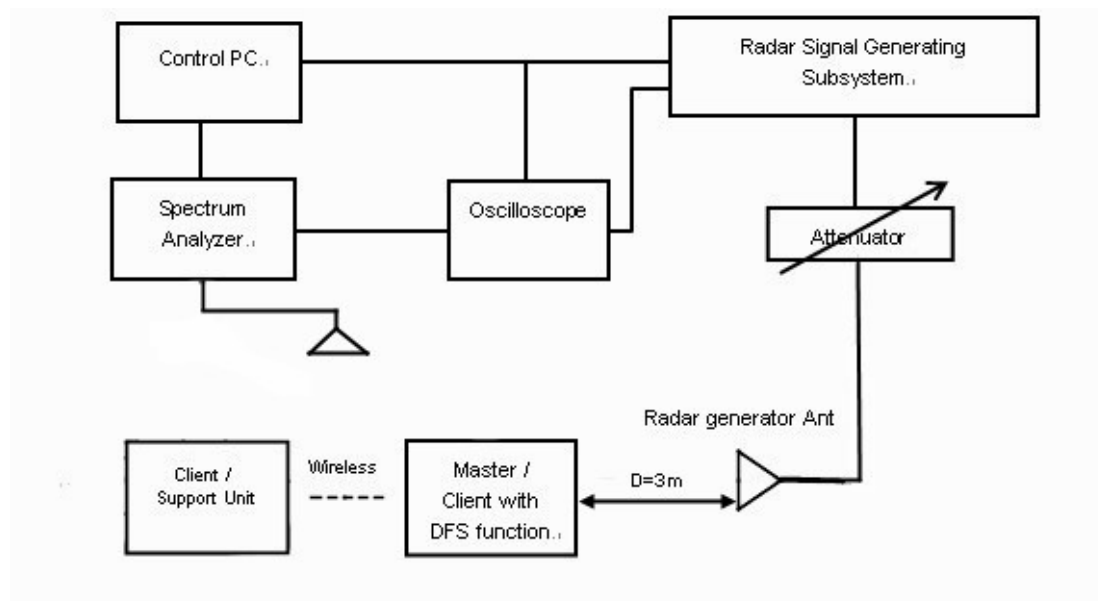 Control PC
Radar Signal Generating
Subsystem
Spectrum
Analyzer
Oscilloscope
Attenuator
Radar generator Ant
Client /
Support Unit
Wireless
Master /
Client with
DFS function
D=3m